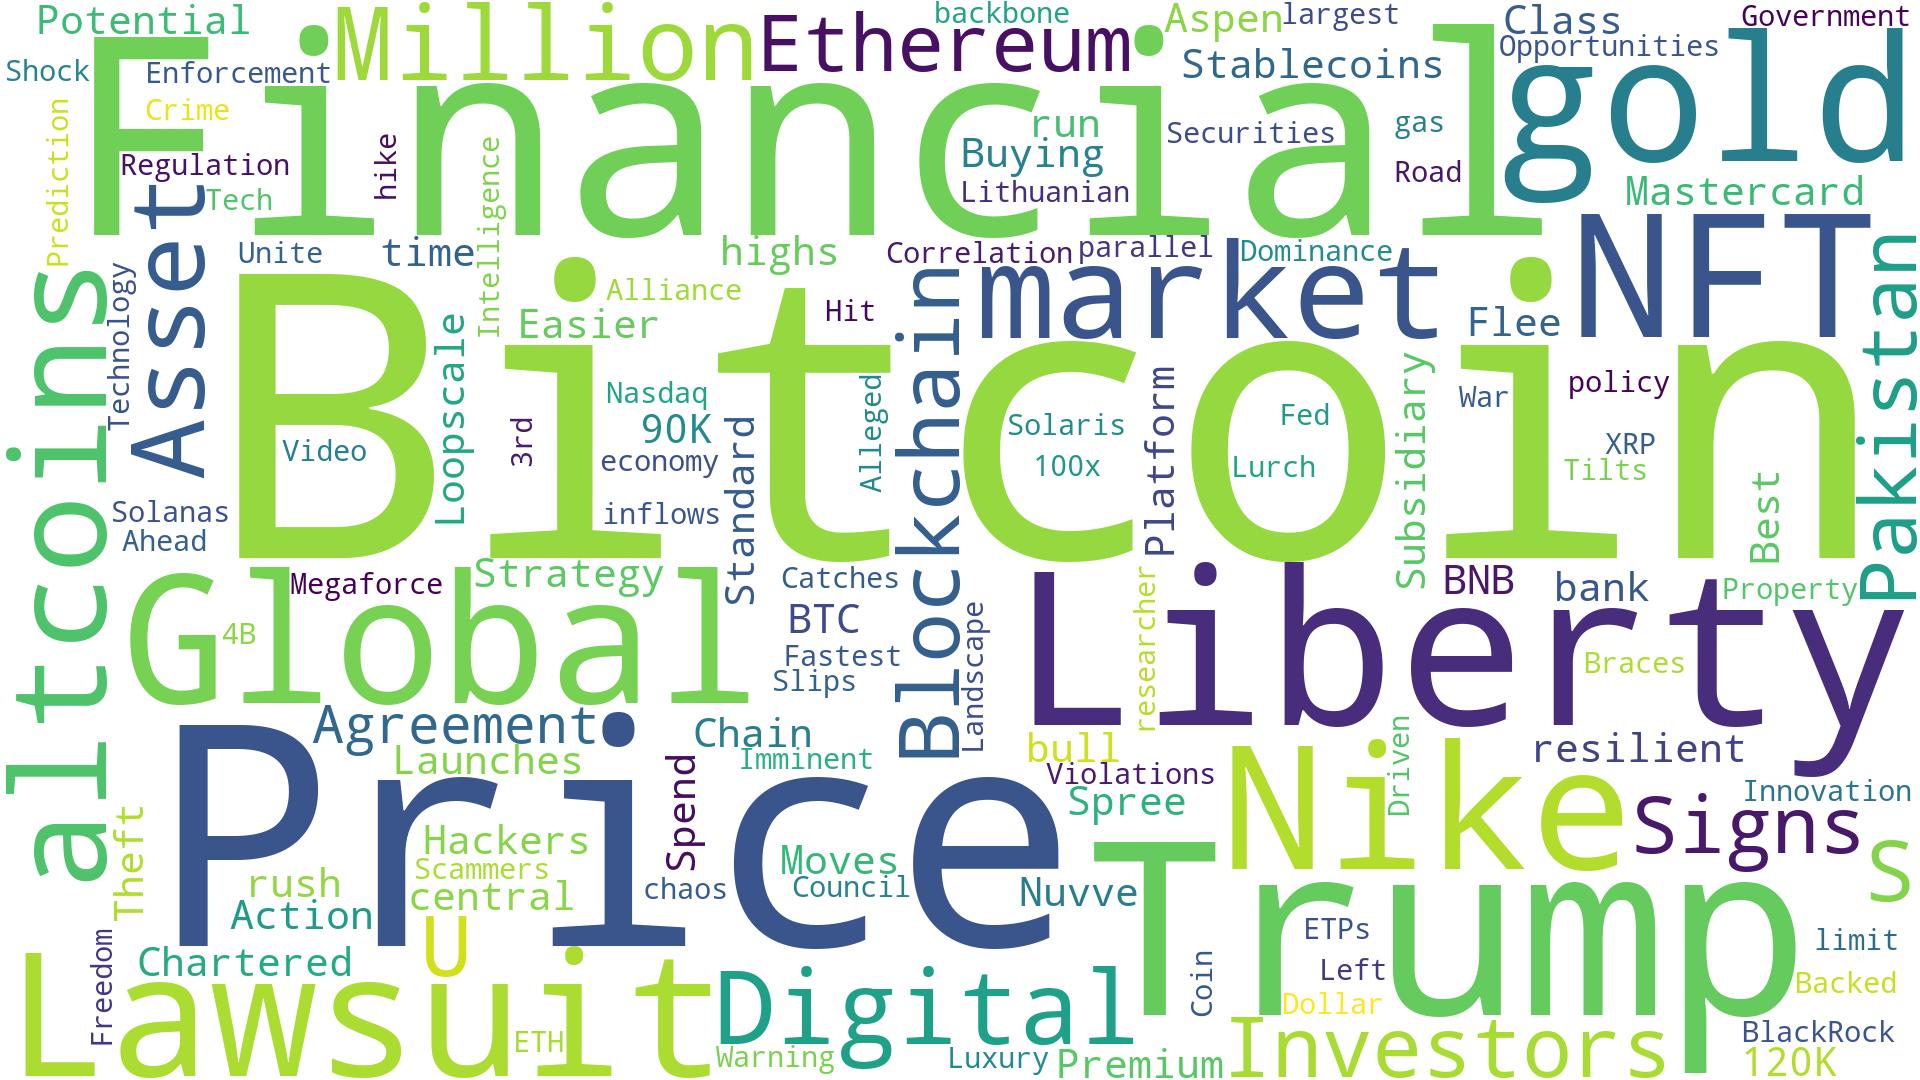 Potential
Million
Ethereum
backbone
Aspen
largest
Class
Government
Shock
Enforcement
Financial
Stablecoins
Opportunities
gold
Crime
Prediction
Regulation
hike
Tech
Intelligence
run
Buying
Securities
gas
Lithuanian
Road
Mastercard
Asset
Unite
time
highs
Correlation
parallel
Dominance
NFT
altcoins
Technology
Bitcoin
Alliance
Easier
Hit
market
Flee
Pakistan
Loopscale
Nasdaq
Alleged
Blockchain
Platform
Solaris
Fed
Subsidiary
War
policy
Video
3rd
90K
economy
Standard
100x
Lurch
XRP
Tilts
Best
Solanas
Ahead
inflows
Global
Megaforce
Strategy
Catches
Liberty
BNB
bank
Property
4B
BTC
Fastest
Slips
Landscape
researcher
Braces
Agreement
Chain
Price
Launches
Imminent
bull
Violations
Nike
Driven
resilient
Theft
Hackers
Spend
Spree
Signs
Innovation
Scammers
rush
central
Moves
chaos
Council
Nuvve
Trump
S
Action
U
Freedom
Chartered
Lawsuit
Digital
Coin
ETPs
Left
limit
Dollar
Backed
ETH
Warning
Luxury
Premium
Investors
BlackRock
120K